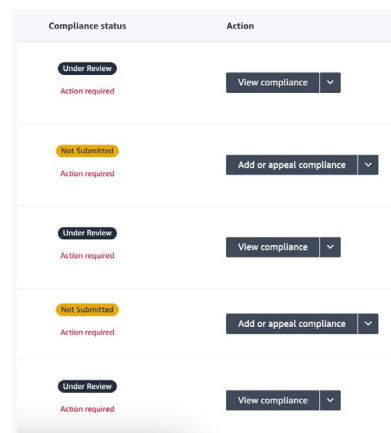 Compliance status Action
Under Review
Action required
View compliance
Not Submitted
Action required
Add or appeal compliance
Under Review
Action required
View compliance
Not Submitted
Action required
Add or appeal compliance
Under Review
Action required
View compliance